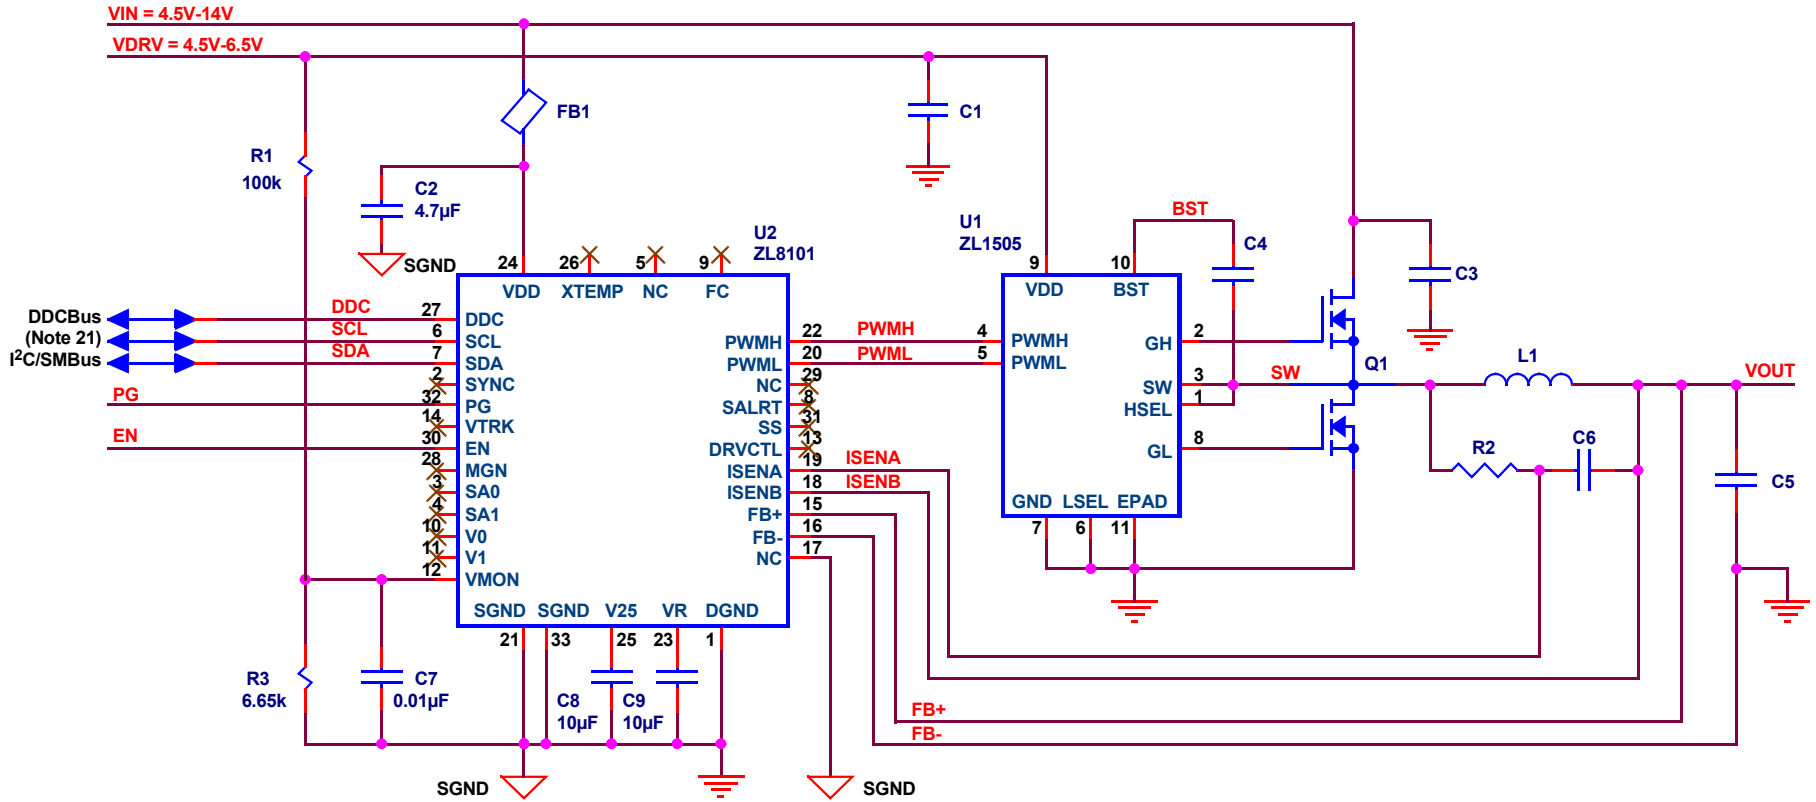 VIN = 4.5V-14V
VDRV = 4.5V-6.5V
FB1
C1
R1
100k
C2
4.7µF
SGND
U2
ZL8101
U1
ZL1505
BST
C4
C3
24
26
5
9
9
10
VDD
XTEMP
NC
FC
VDD
BST
DDCBus
(Note 21)
I²C/SMBus
DDC
27
DDC
SCL
6
SCL
SDA
7
SDA
2
SYNC
PG
32
PG
14
VTRK
EN
30
EN
28
MGN
3
SA0
4
SA1
10
V0
11
V1
12
VMON
PWMH
22
PWMH
4
PWMH
PWML
20
PWML
5
PWML
NC
29
SALRT
8
SS
31
DRVCTL
13
ISENA
19
ISENA
ISENB
18
ISENB
FB+
15
FB-
16
NC
17
GH
2
SW
3
SW
HSEL
1
GL
8
Q1
L1
VOUT
R2
C6
C5
GND
LSEL
EPAD
7
6
11
SGND
SGND
V25
VR
DGND
21
33
25
23
1
R3
6.65k
C7
0.01µF
C8
10µF
C9
10µF
FB+
FB-
SGND
SGND